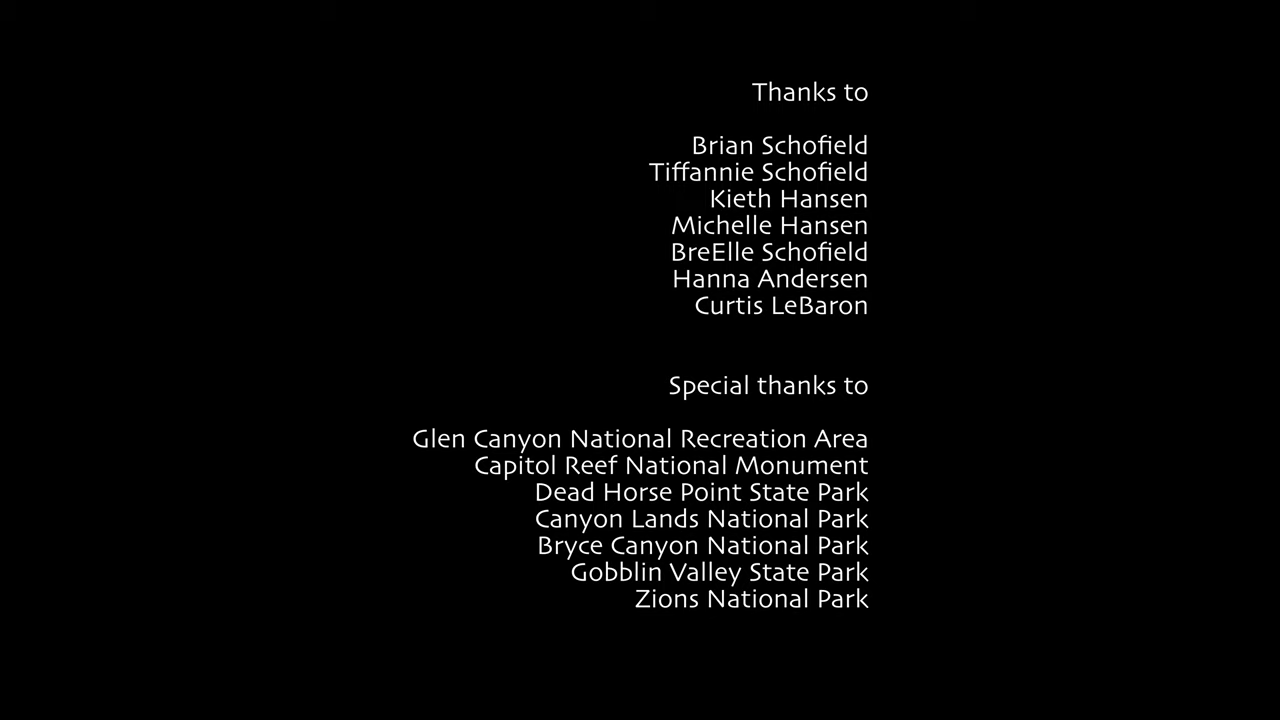 Thanks to
Brian Schofield
Tiffannie Schofield
Kieth Hansen
Michelle Hansen
BreElle Schofield
Hanna Andersen
Curtis LeBaron
Special thanks to
Glen Canyon National Recreation Area
Capitol Reef National Monument
Dead Horse Point State Park
Canyon Lands National Park
Bryce Canyon National Park
Gobblin Valley State Park
Zions National Park